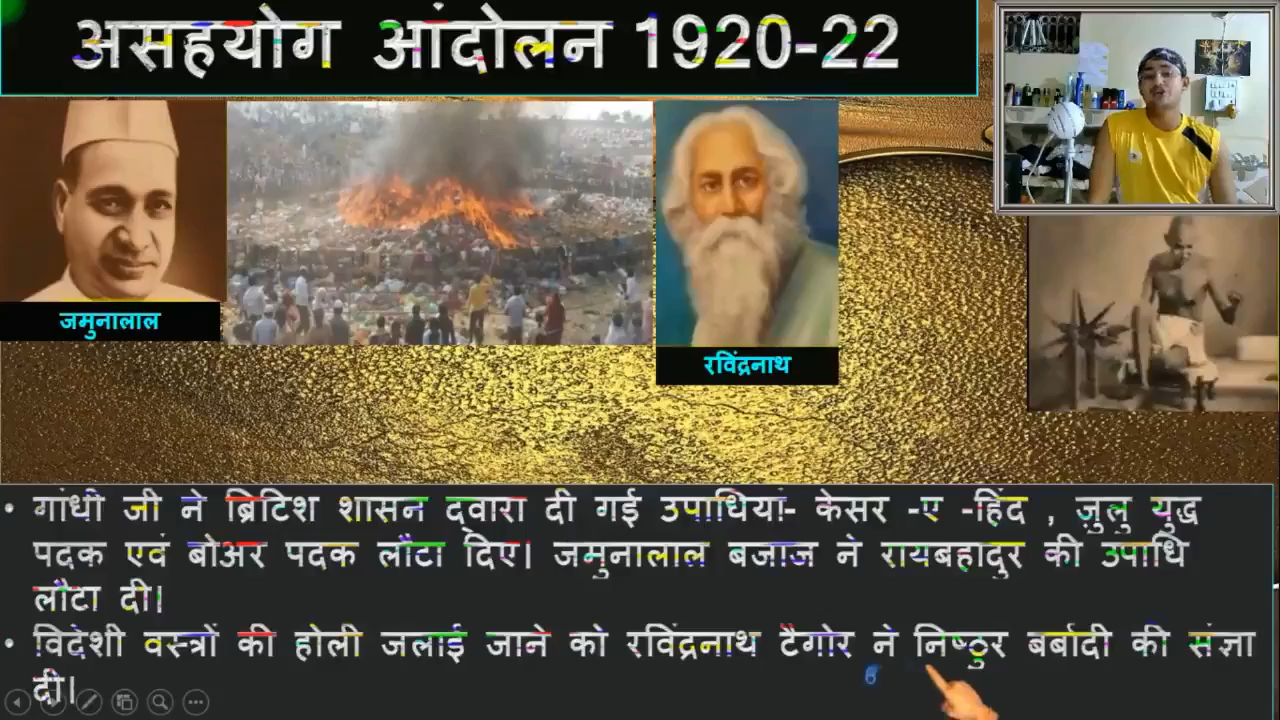 असहयोग आंदोलन 1920-22
जमुनालाल
रविंद्रनाथ
• गांधी जी ने ब्रिटिश शासन द्वारा दी गई उपाधियां- केसर -ए -हिंद , ज़ुलु युद्ध
पदक एवं बोअर पदक लौटा दिए। जमुनालाल बजाज ने रायबहादुर की उपाधि
लौटा दी।
• विदेशी वस्त्रों की होली जलाई जाने को रविंद्रनाथ टैगोर ने निष्ठुर बर्बादी की संज्ञा
दी।